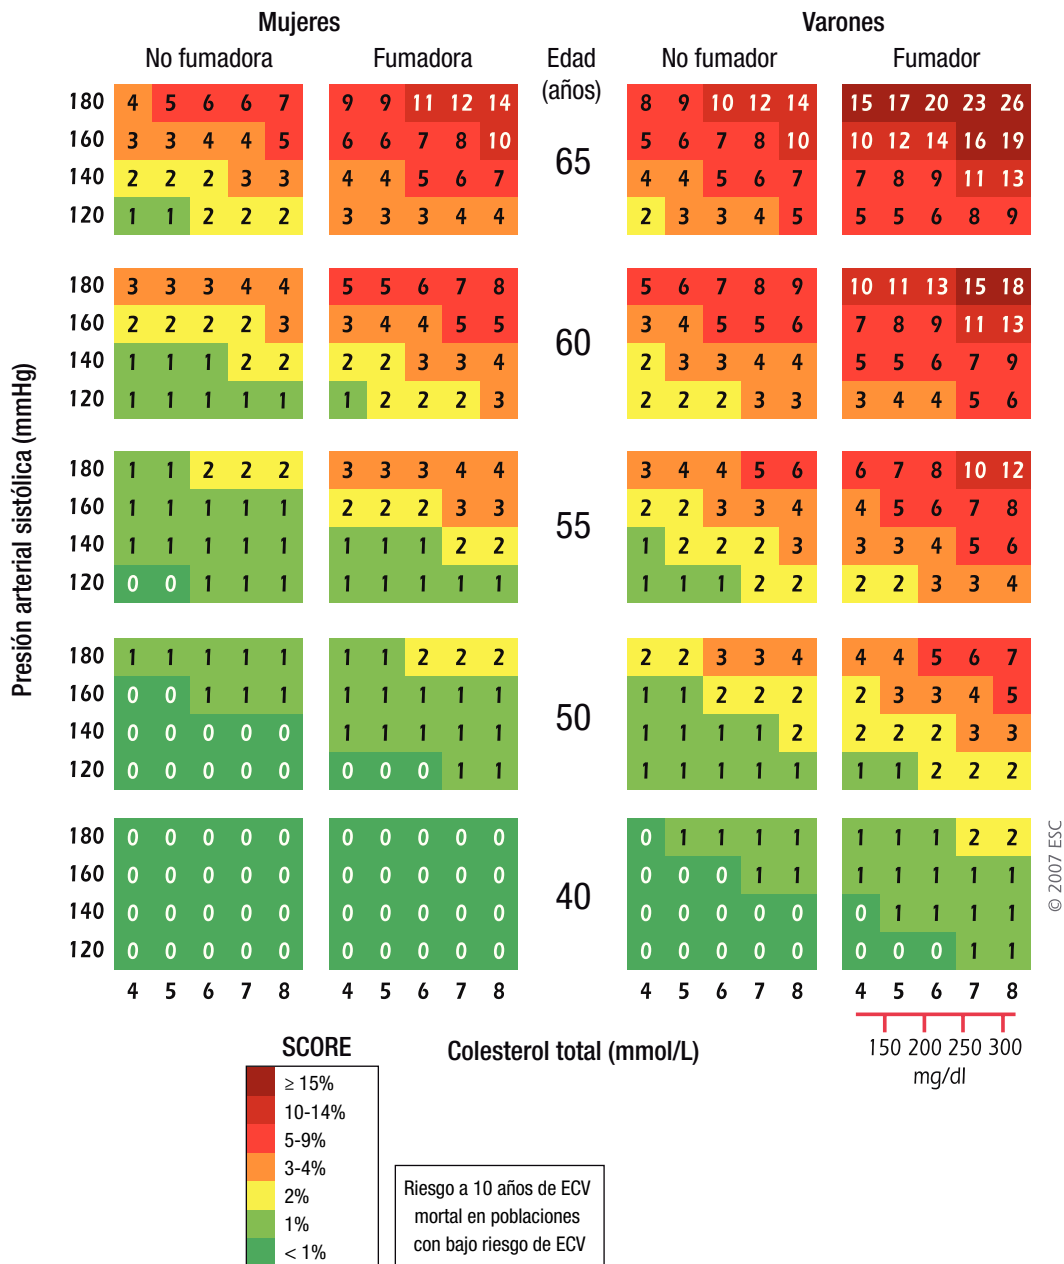 Mujeres Varones
No fumadora Fumadora Edad (años) No fumador Fumador
Presión arterial sistólica (mmHg)
180 4 5 6 6 7 9 9 11 12 14 8 9 10 12 14 15 17 20 23 26
160 3 3 4 4 5 6 6 7 8 10 5 6 7 8 10 10 12 14 16 19
65
140 2 2 2 3 3 4 4 5 6 7 4 4 5 6 7 7 8 9 11 13
120 1 1 2 2 2 3 3 3 4 4 2 3 3 4 5 5 5 6 8 9
180 3 3 3 4 4 5 5 6 7 8 5 6 7 8 9 10 11 13 15 18
160 2 2 2 2 3 3 4 4 5 5 3 4 5 5 6 7 8 9 11 13
60
140 1 1 1 2 2 2 2 3 3 4 2 3 3 4 4 5 5 6 7 9
120 1 1 1 1 1 1 2 2 2 3 2 2 2 3 3 3 4 4 5 6
180 1 1 2 2 2 3 3 3 4 4 3 4 4 5 6 6 7 8 10 12
160 1 1 1 1 1 2 2 2 3 3 2 2 3 3 4 4 5 6 7 8
55
140 1 1 1 1 1 1 1 1 2 2 1 2 2 2 3 3 3 4 5 6
120 0 0 1 1 1 1 1 1 1 1 1 1 1 2 2 2 2 3 3 4
180 1 1 1 1 1 1 1 2 2 2 2 2 3 3 4 4 4 5 6 7
160 0 0 1 1 1 1 1 1 1 1 1 1 2 2 2 2 3 3 4 5
50
140 0 0 0 0 0 1 1 1 1 1 1 1 1 1 2 2 2 2 3 3
120 0 0 0 0 0 0 0 0 1 1 1 1 1 1 1 1 1 2 2 2
180 0 0 0 0 0 0 0 0 0 0 0 1 1 1 1 1 1 1 2 2
160 0 0 0 0 0 0 0 0 0 0 0 0 0 1 1 1 1 1 1 1
40
140 0 0 0 0 0 0 0 0 0 0 0 0 0 0 0 0 1 1 1 1
120 0 0 0 0 0 0 0 0 0 0 0 0 0 0 0 0 0 0 1 1
4 5 6 7 8 4 5 6 7 8 4 5 6 7 8 4 5 6 7 8
© 2007 ESC
150 200 250 300
mg/dl
Colesterol total (mmol/L)
SCORE
≥ 15%
10-14%
5-9%
3-4%
2%
1%
< 1%
Riesgo a 10 años de ECV
mortal en poblaciones
con bajo riesgo de ECV